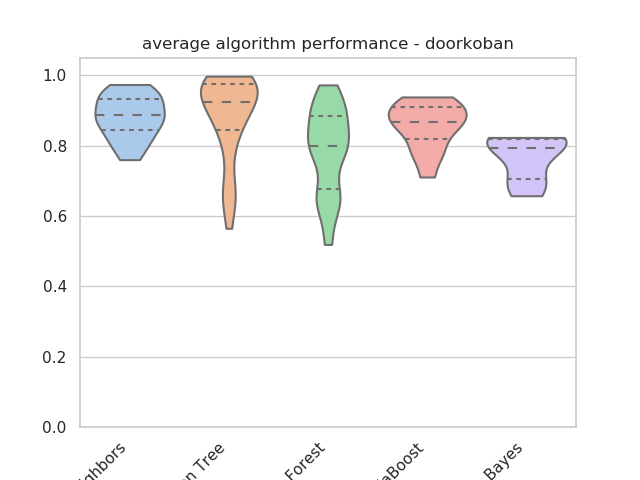 average algorithm performance - doorkoban
1.0
0.8
0.6
0.4
0.2
0.0
ghbors
n Tree
Forest
aBoost
Bayes